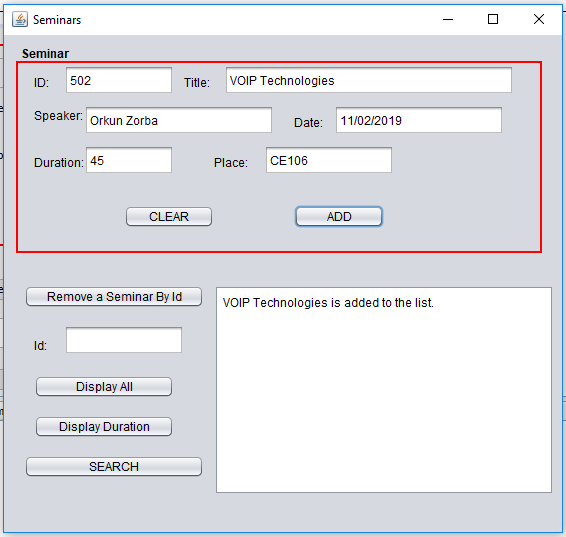 Seminars
Seminar
ID: 502 Title: VOIP Technologies
Speaker: Orkun Zorba Date: 11/02/2019
Duration: 45 Place: CE106
CLEAR ADD
Remove a Seminar By Id
VOIP Technologies is added to the list.
Id:
Display All
Display Duration
SEARCH